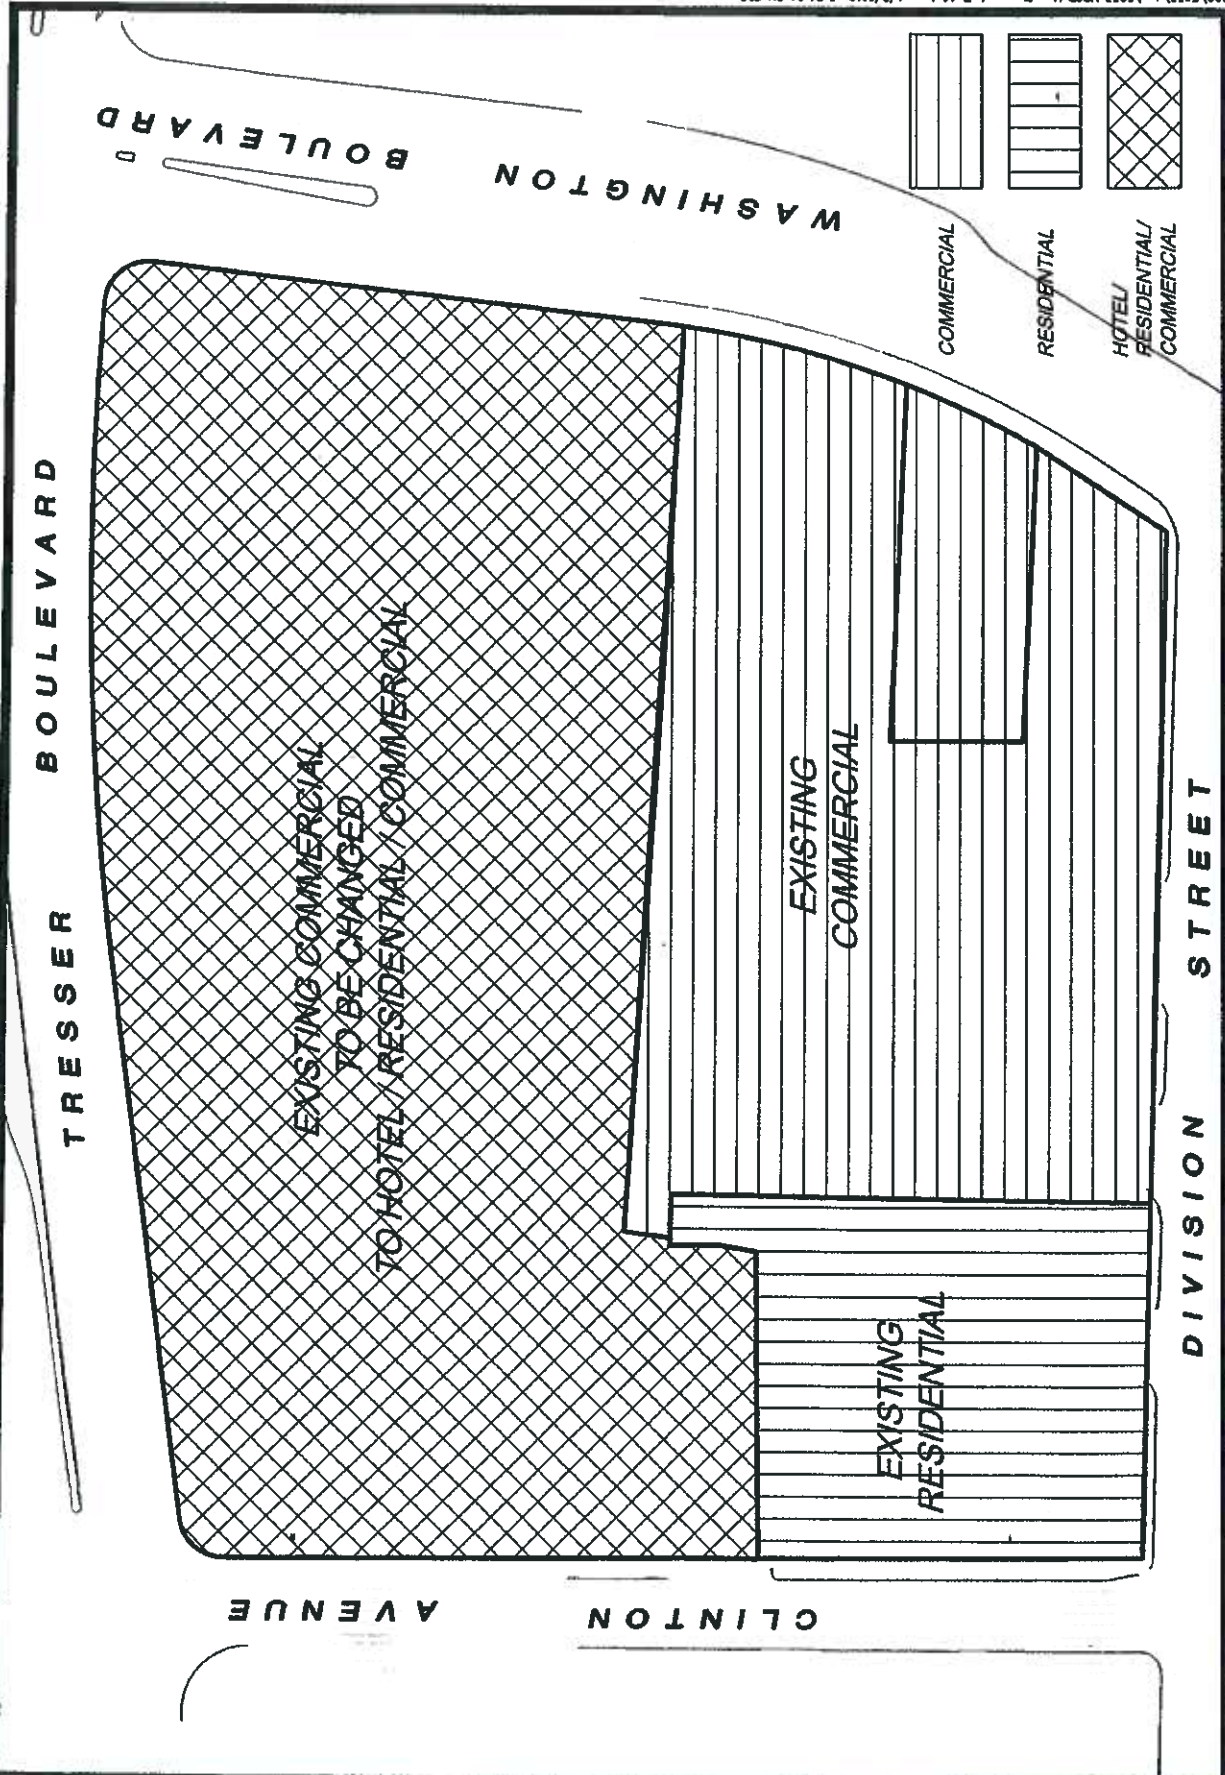 TRESSER BOULEVARD
WASHINGTON BOULEVARD
EXISTING COMMERCIAL
TO BE CHANGED
TO HOTEL / RESIDENTIAL / COMMERCIAL
EXISTING
COMMERCIAL
EXISTING
RESIDENTIAL
CLINTON AVENUE
DIVISION STREET
COMMERCIAL
RESIDENTIAL
HOTEL/
RESIDENTIAL/
COMMERCIAL